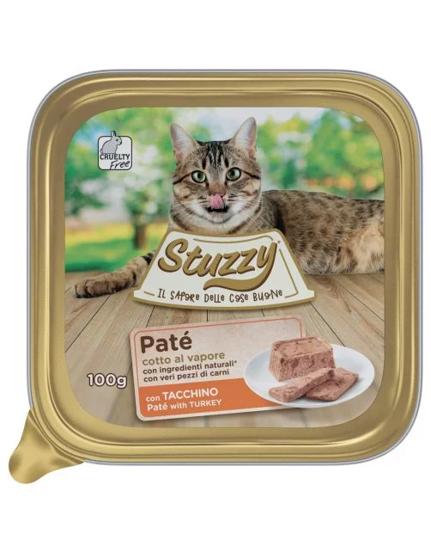 CRUELTY
Free
Stuzzy
IL SAPORE DELLE COSE BUONE
Paté
cotto al vapore
con ingredienti naturali*
con veri pezzi di carni
100g
con TACCHINO
Paté with TURKEY